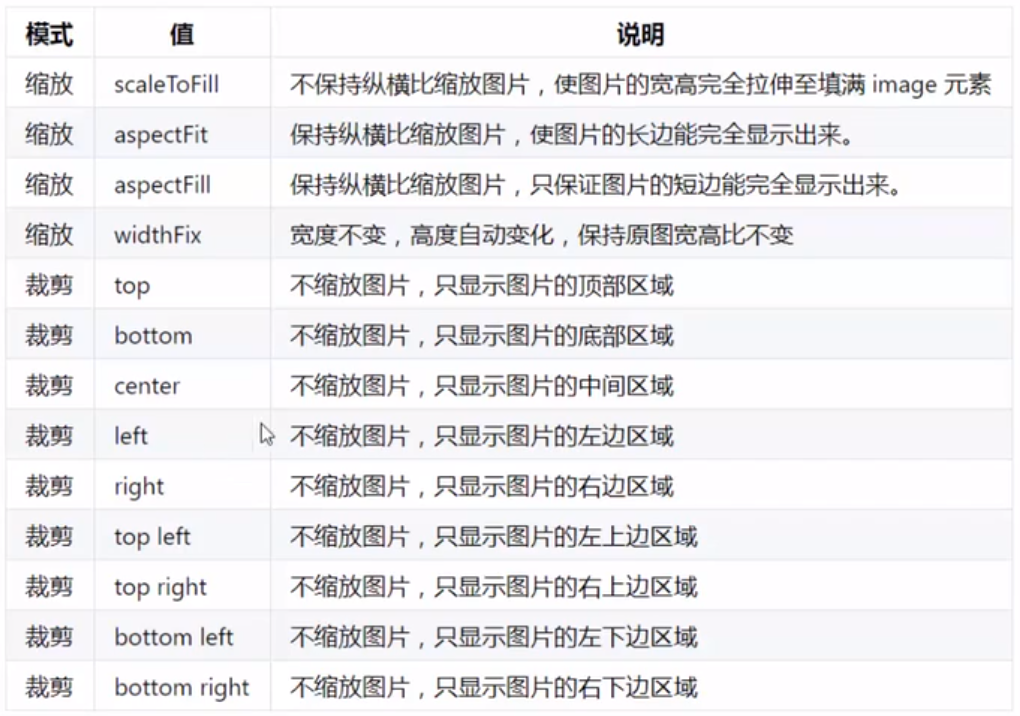 模式 值 说明
缩放 scaleToFill 不保持纵横比缩放图片，使图片的宽高完全拉伸至填满 image 元素
缩放 aspectFit 保持纵横比缩放图片，使图片的长边能完全显示出来。
缩放 aspectFill 保持纵横比缩放图片，只保证图片的短边能完全显示出来。
缩放 widthFix 宽度不变，高度自动变化，保持原图宽高比不变
裁剪 top 不缩放图片，只显示图片的顶部区域
裁剪 bottom 不缩放图片，只显示图片的底部区域
裁剪 center 不缩放图片，只显示图片的中间区域
裁剪 left 不缩放图片，只显示图片的左边区域
裁剪 right 不缩放图片，只显示图片的右边区域
裁剪 top left 不缩放图片，只显示图片的左上边区域
裁剪 top right 不缩放图片，只显示图片的右上边区域
裁剪 bottom left 不缩放图片，只显示图片的左下边区域
裁剪 bottom right 不缩放图片，只显示图片的右下边区域